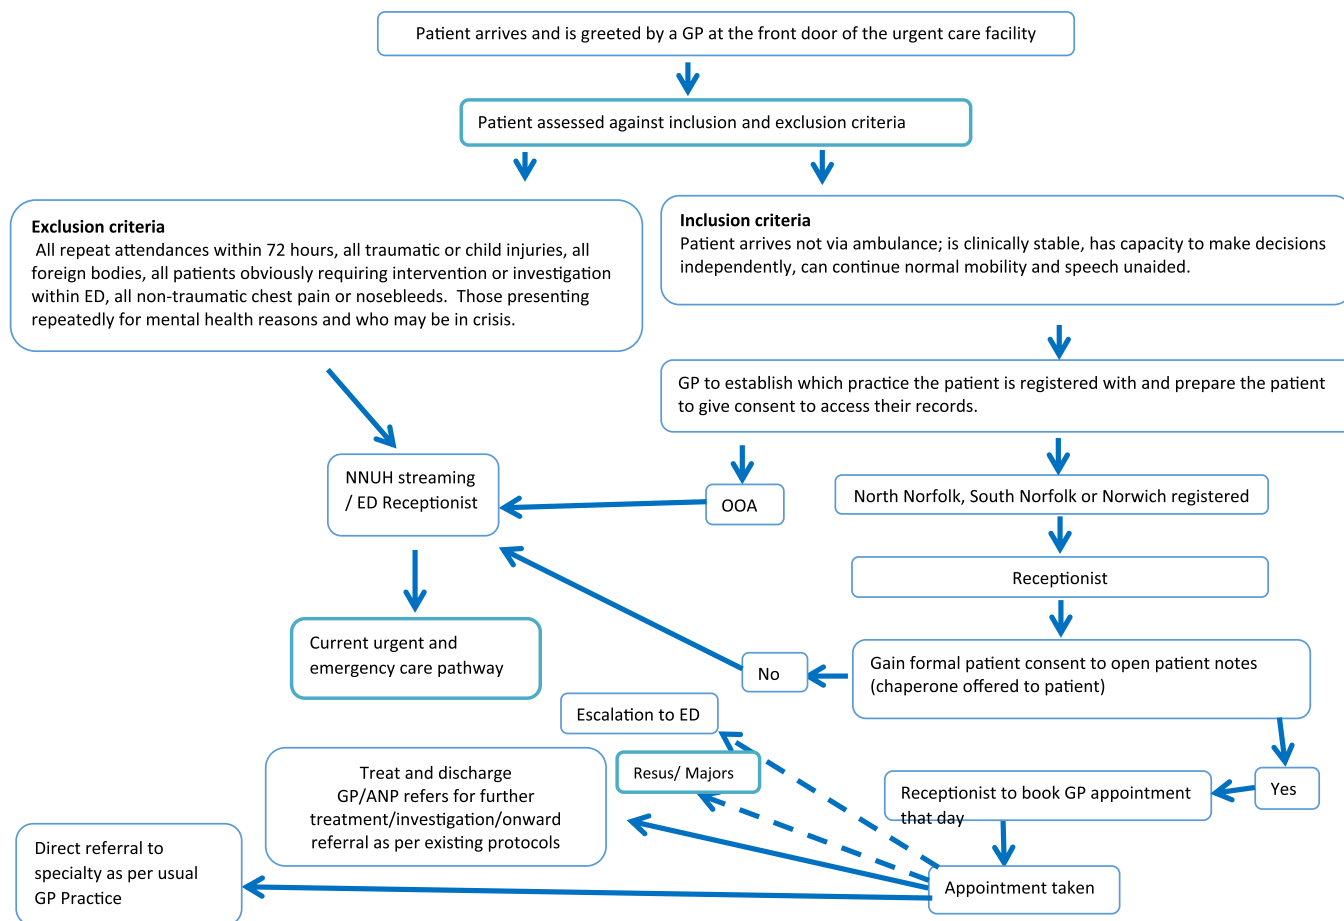 Patient arrives and is greeted by a GP at the front door of the urgent care facility
Patient assessed against inclusion and exclusion criteria
Exclusion criteria
All repeat attendances within 72 hours, all traumatic or child injuries, all
foreign bodies, all patients obviously requiring intervention or investigation
within ED, all non-traumatic chest pain or nosebleeds.  Those presenting
repeatedly for mental health reasons and who may be in crisis.
Inclusion criteria
Patient arrives not via ambulance; is clinically stable, has capacity to make decisions
independently, can continue normal mobility and speech unaided.
GP to establish which practice the patient is registered with and prepare the patient
to give consent to access their records.
NNUH streaming
/ ED Receptionist
OOA
North Norfolk, South Norfolk or Norwich registered
Receptionist
Current urgent and
emergency care pathway
No
Gain formal patient consent to open patient notes
(chaperone offered to patient)
Escalation to ED
Resus/ Majors
Treat and discharge
GP/ANP refers for further
treatment/investigation/onward
referral as per existing protocols
Receptionist to book GP appointment
that day
Yes
Direct referral to
specialty as per usual
GP Practice
Appointment taken